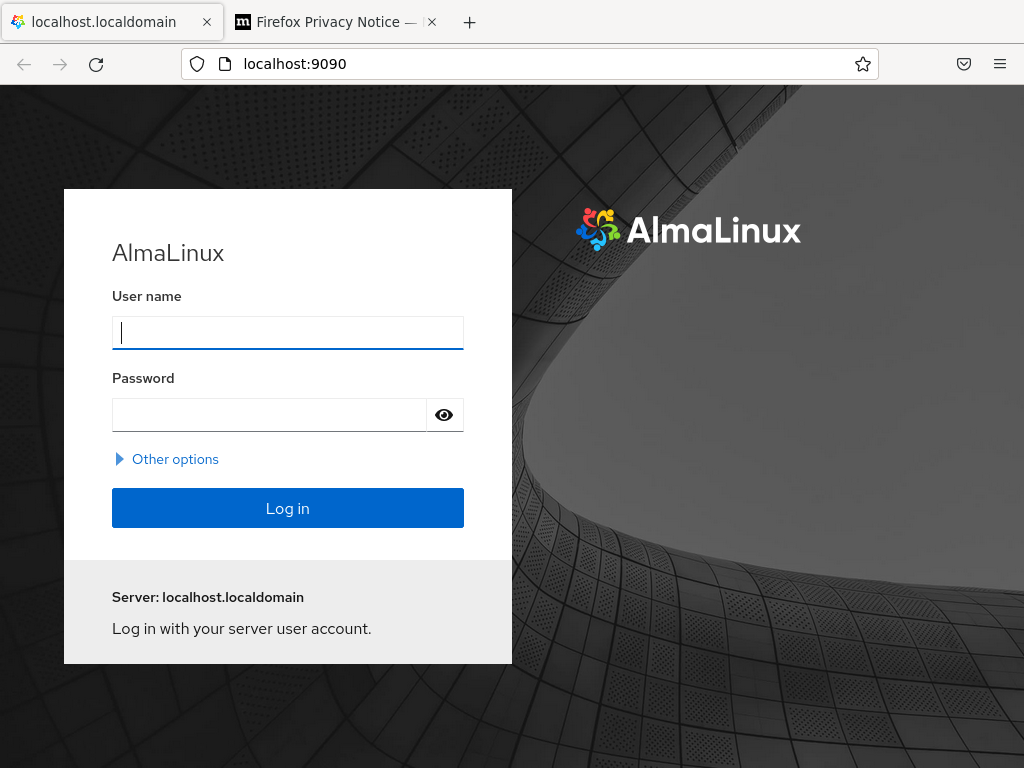 localhost.localdomain
Firefox Privacy Notice —
localhost:9090
AlmaLinux
User name
Password
Other options
Log in
Server: localhost.localdomain
Log in with your server user account.
AlmaLinux